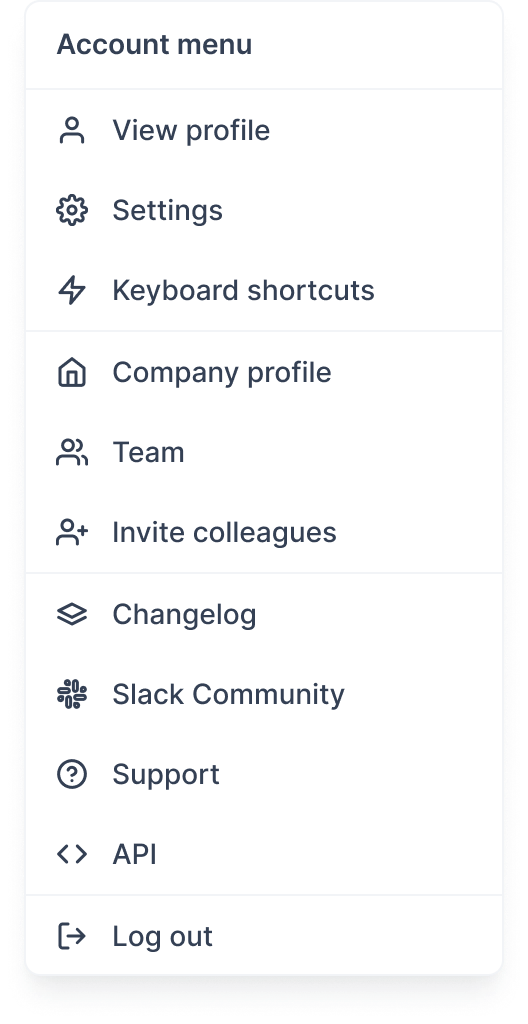 Account menu
View profile
Settings
Keyboard shortcuts
Company profile
Team
Invite colleagues
Changelog
Slack Community
Support
API
Log out